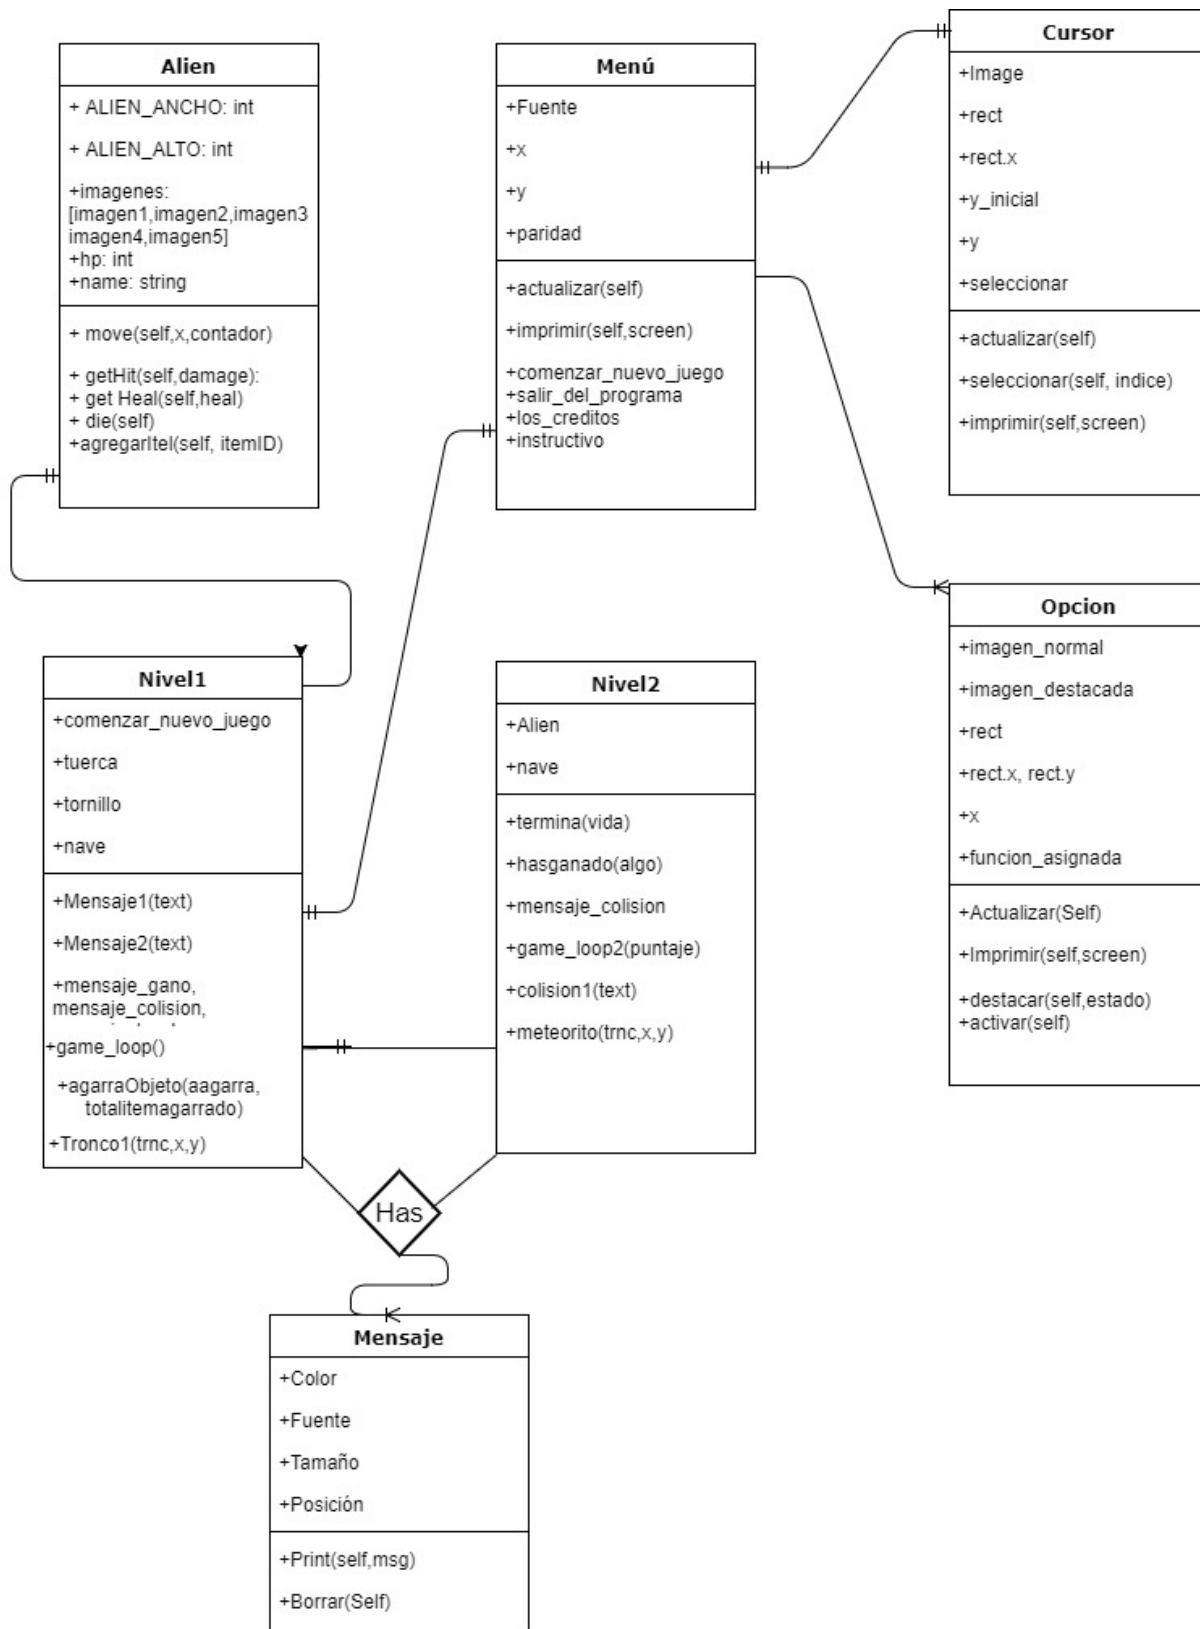 Alien
+ ALIEN_ANCHO: int
+ ALIEN_ALTO: int
+imagenes:
[imagen1,imagen2,imagen3
imagen4,imagen5]
+hp: int
+name: string
+ move(self,x,contador)
+ getHit(self,damage):
+ get Heal(self,heal)
+ die(self)
+agregarItel(self, itemID)
Menú
+Fuente
+x
+y
+paridad
+actualizar(self)
+imprimir(self,screen)
+comenzar_nuevo_juego
+salir_del_programa
+los_creditos
+instructivo
Cursor
+Image
+rect
+rect.x
+y_inicial
+y
+seleccionar
+actualizar(self)
+seleccionar(self, indice)
+imprimir(self,screen)
Nivel1
+comenzar_nuevo_juego
+tuerca
+tornillo
+nave
+Mensaje1(text)
+Mensaje2(text)
+mensaje_gano,
mensaje_colision,
+game_loop()
+agarraObjeto(aagarra,
totalitemagarrado)
+Tronco1(trnc,x,y)
Nivel2
+Alien
+nave
+termina(vida)
+hasganado(algo)
+mensaje_colision
+game_loop2(puntaje)
+colision1(text)
+meteorito(trnc,x,y)
Opcion
+imagen_normal
+imagen_destacada
+rect
+rect.x, rect.y
+x
+funcion_asignada
+Actualizar(Self)
+Imprimir(self,screen)
+destacar(self,estado)
+activar(self)
Has
Mensaje
+Color
+Fuente
+Tamaño
+Posición
+Print(self,msg)
+Borrar(Self)